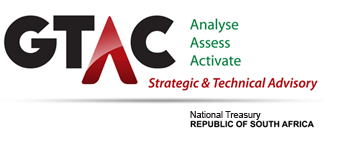 GTAC
Analyse
Assess
Activate
Strategic & Technical Advisory
National Treasury
REPUBLIC OF SOUTH AFRICA